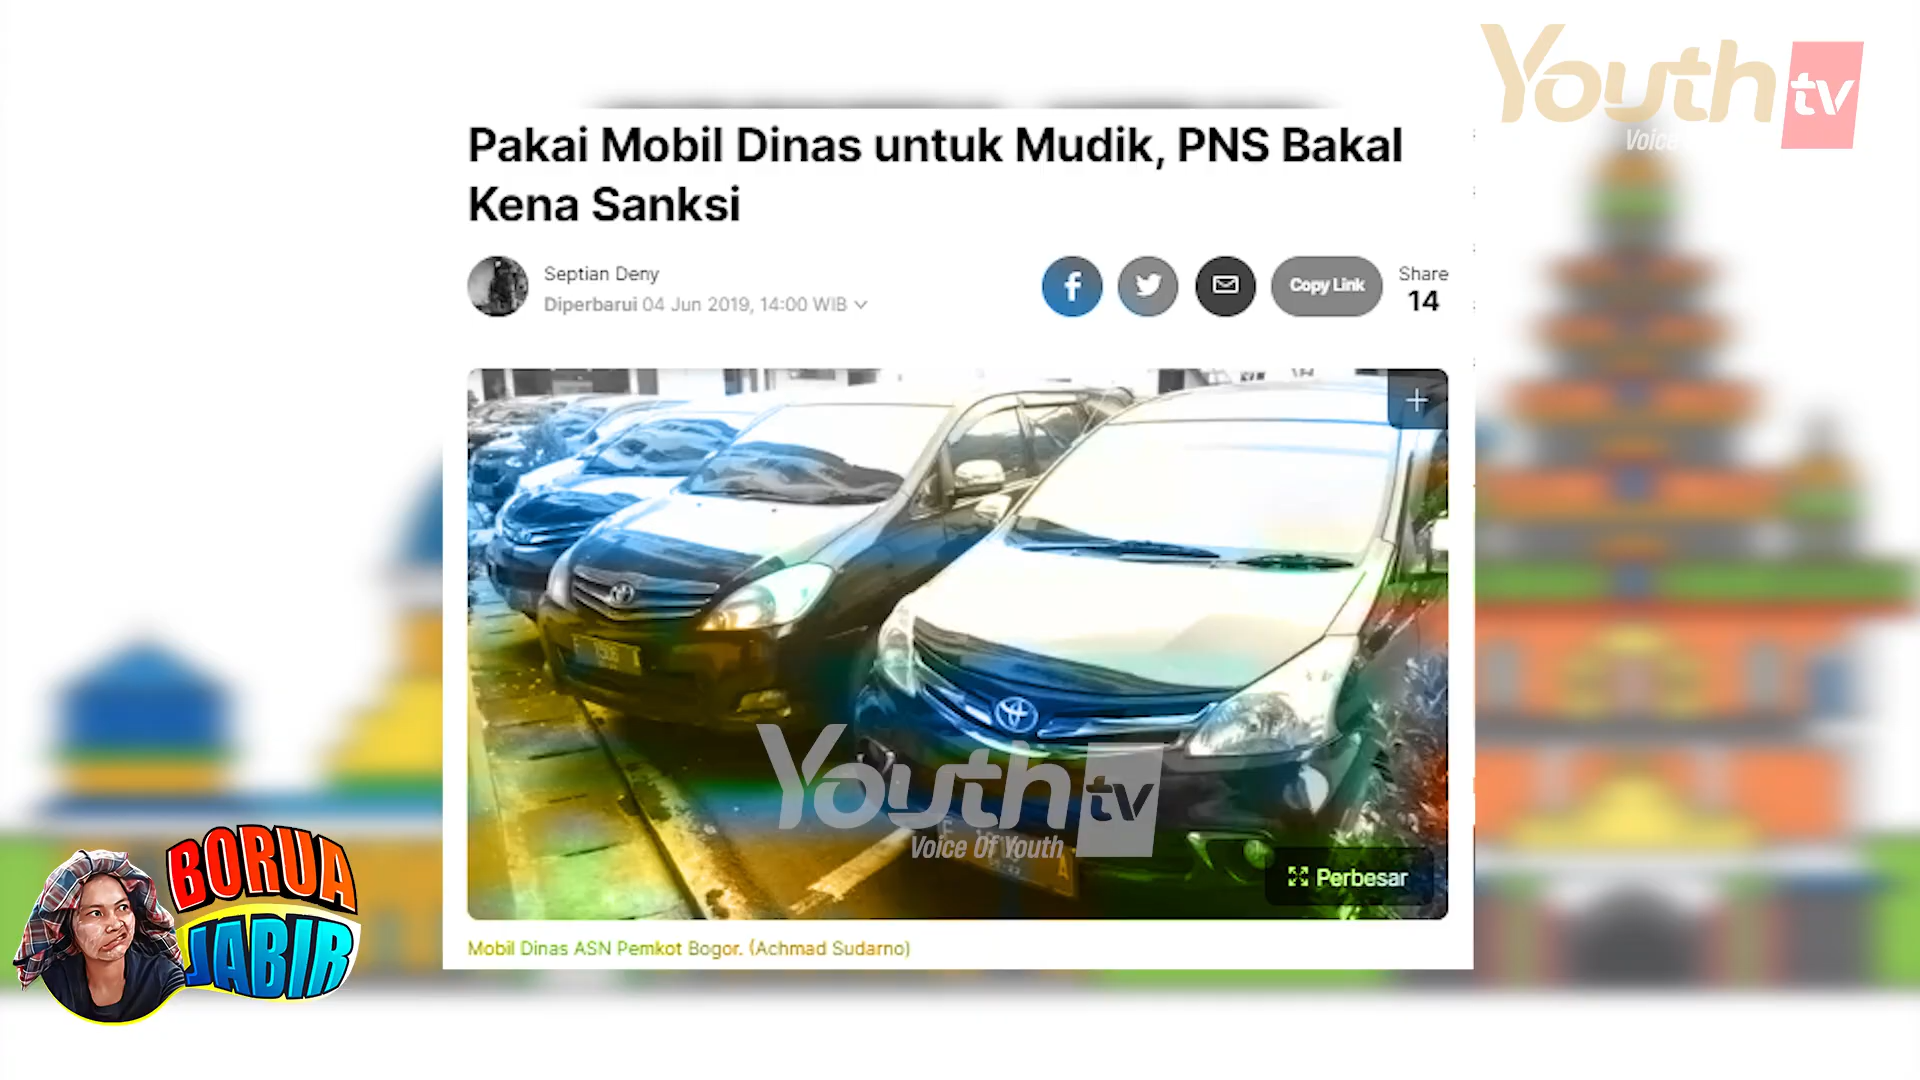 Youth tv
Voice
Pakai Mobil Dinas untuk Mudik, PNS Bakal
Kena Sanksi
Septian Deny
Diperbarui 04 Jun 2019, 14:00 WIB
Copy Link
Share
14
Youth tv
Voice Of Youth
Perbesar
Mobil Dinas ASN Pemkot Bogor. (Achmad Sudarno)
BORUA
JABIR